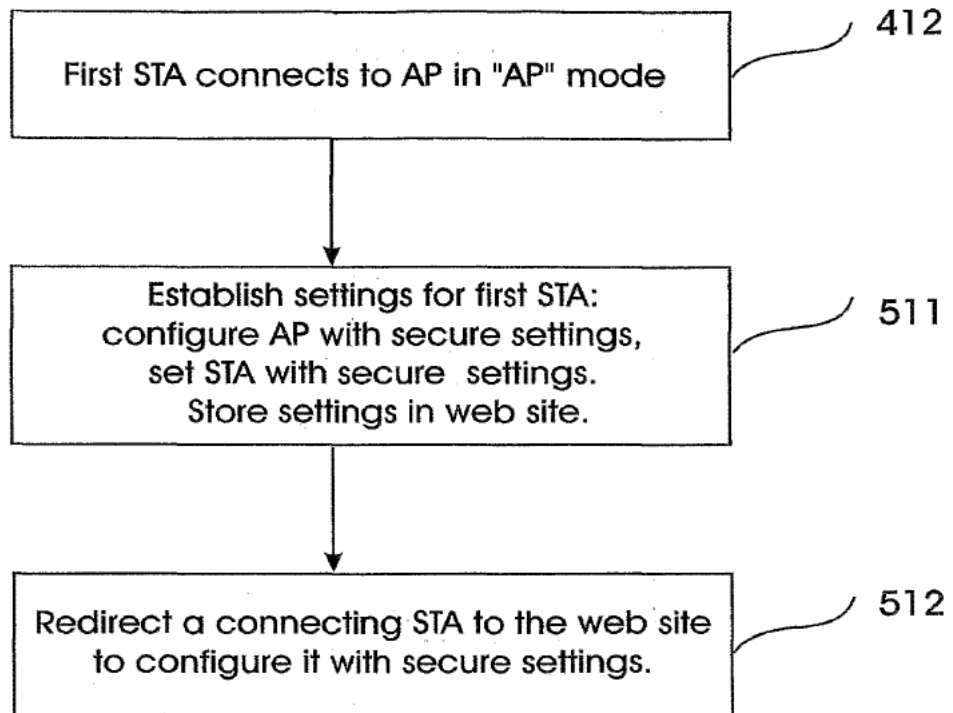 412
First STA connects to AP in "AP" mode
511
Establish settings for first STA:
configure AP with secure settings,
set STA with secure settings.
Store settings in web site.
512
Redirect a connecting STA to the web site
to configure it with secure settings.